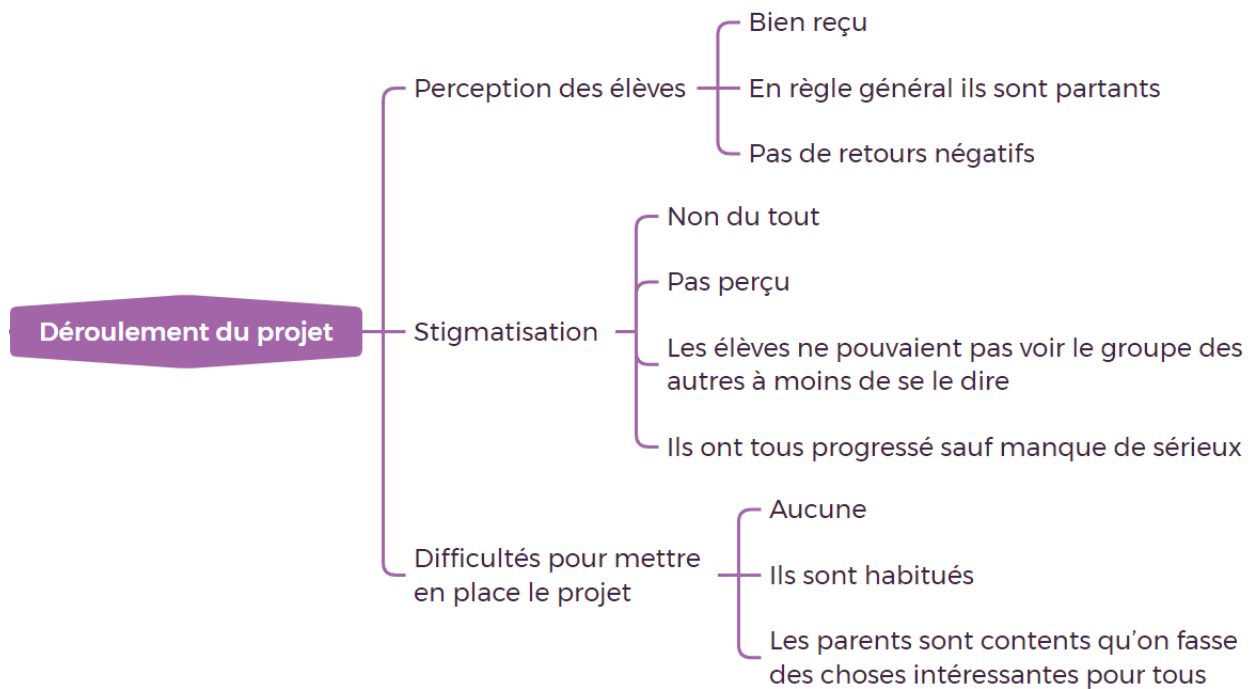 Déroulement du projet
Perception des élèves
Bien reçu
En règle général ils sont partants
Pas de retours négatifs
Stigmatisation
Non du tout
Pas perçu
Les élèves ne pouvaient pas voir le groupe des
autres à moins de se le dire
Ils ont tous progressé sauf manque de sérieux
Difficultés pour mettre
en place le projet
Aucune
Ils sont habitués
Les parents sont contents qu’on fasse
des choses intéressantes pour tous